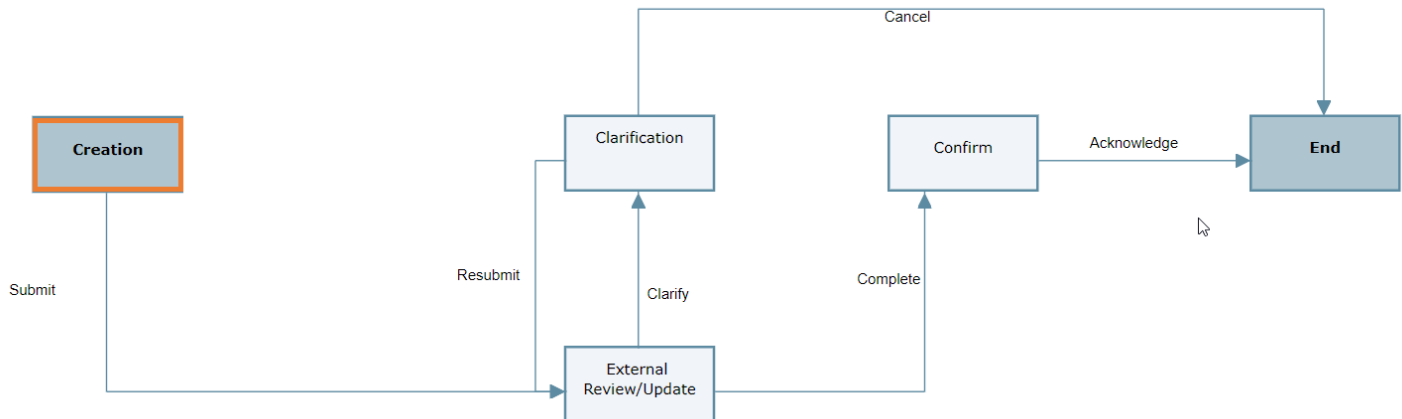 Cancel
Creation
Clarification
Confirm
Acknowledge
End
Submit
Resubmit
Clarify
Complete
External
Review/Update